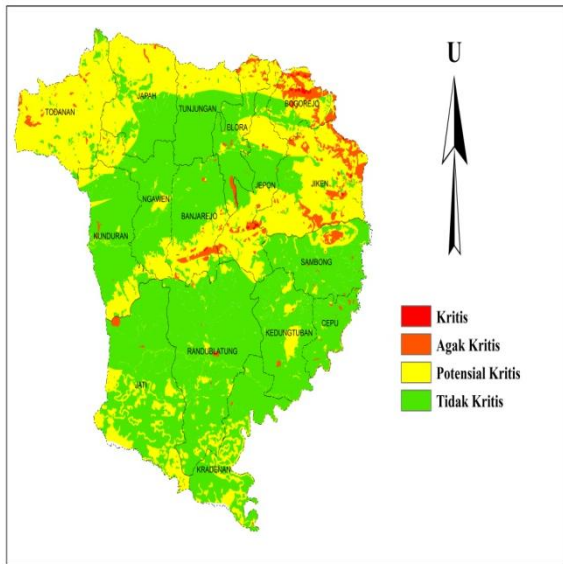 U
JAPAH
TODANAN
TUNJUNGAN
BOGOREJO
BLORA
JEPON
JIKEN
NGAWEN
BANJAREJO
KUNDURAN
SAMBONG
KEDUNGTUBAN
CEPU
RANDUBLATUNG
JATI
KRADENAN
Kritis
Agak Kritis
Potensial Kritis
Tidak Kritis